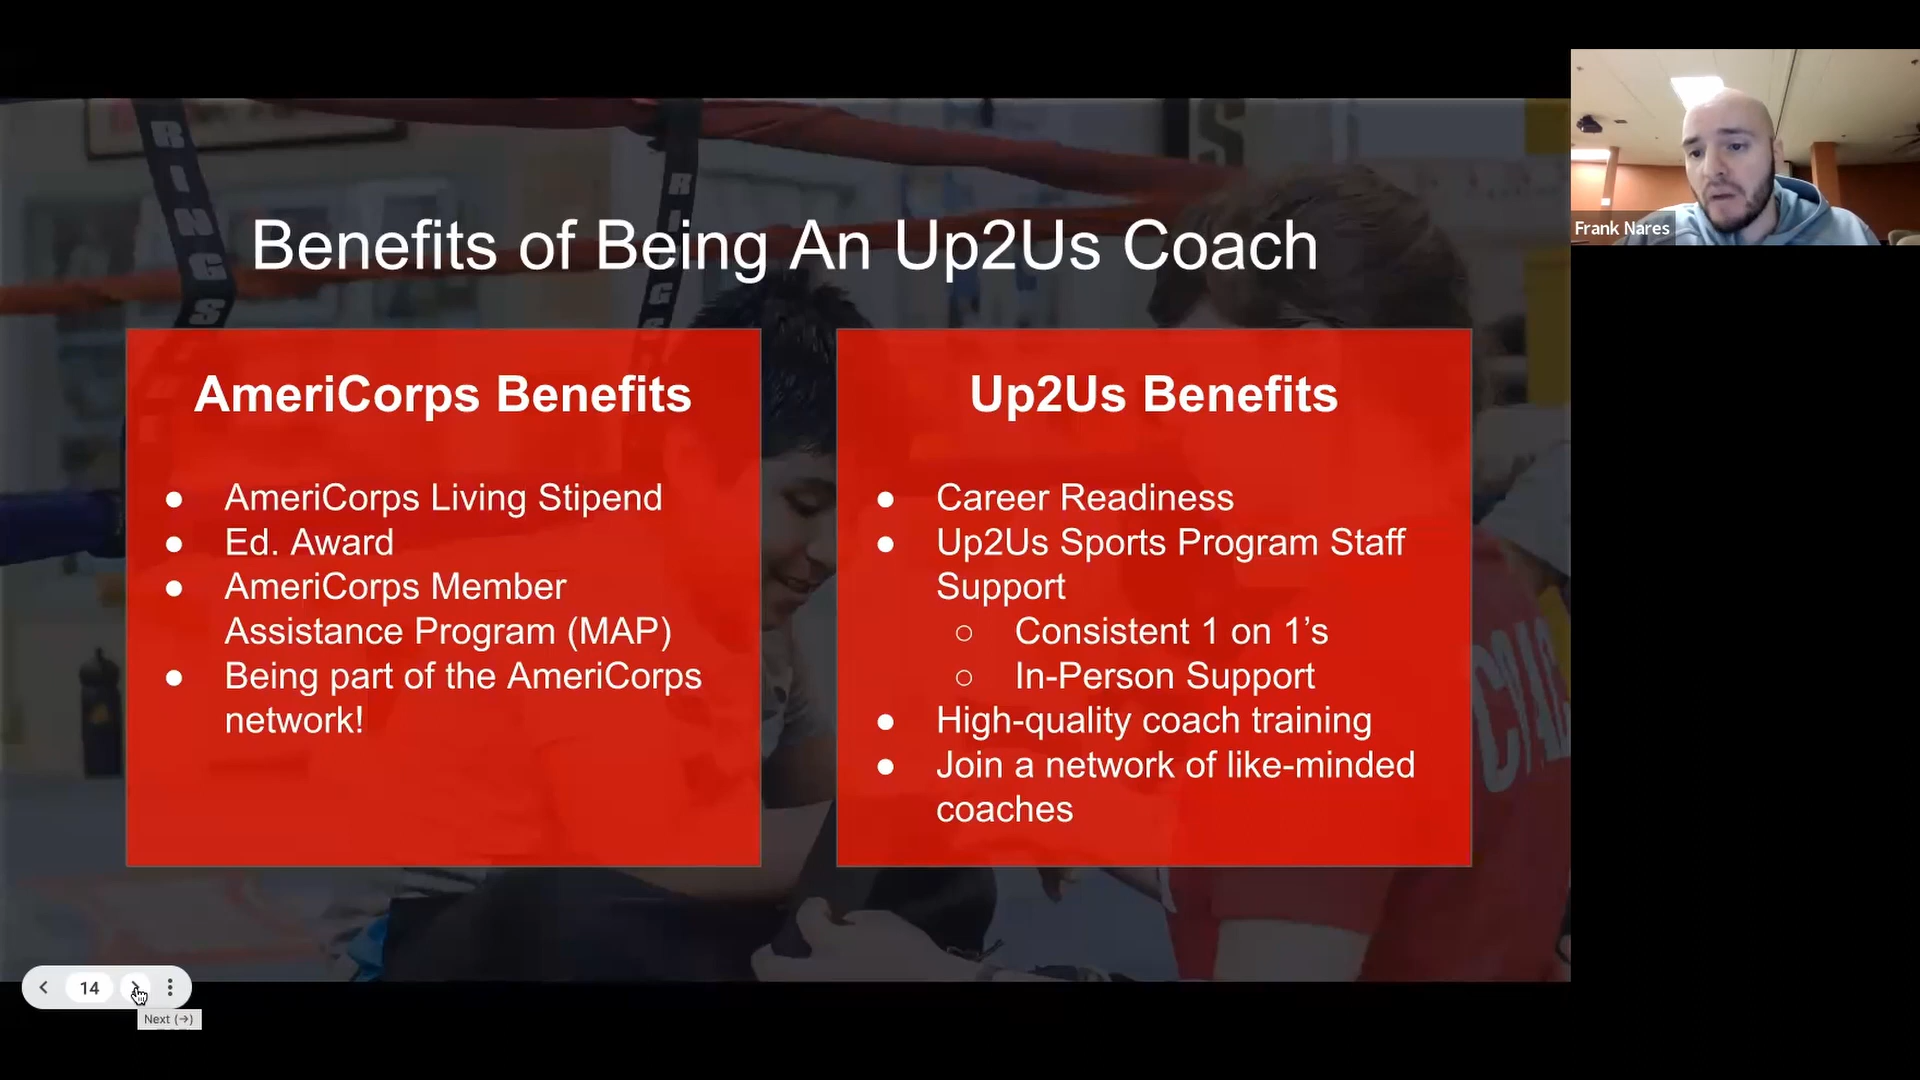 RINGS
Benefits of Being An Up2Us Coach
AmeriCorps Benefits
● AmeriCorps Living Stipend
● Ed. Award
● AmeriCorps Member
Assistance Program (MAP)
● Being part of the AmeriCorps
network!
Up2Us Benefits
● Career Readiness
● Up2Us Sports Program Staff
Support
○ Consistent 1 on 1’s
○ In-Person Support
● High-quality coach training
● Join a network of like-minded
coaches
Frank Nares
14
Next (→)